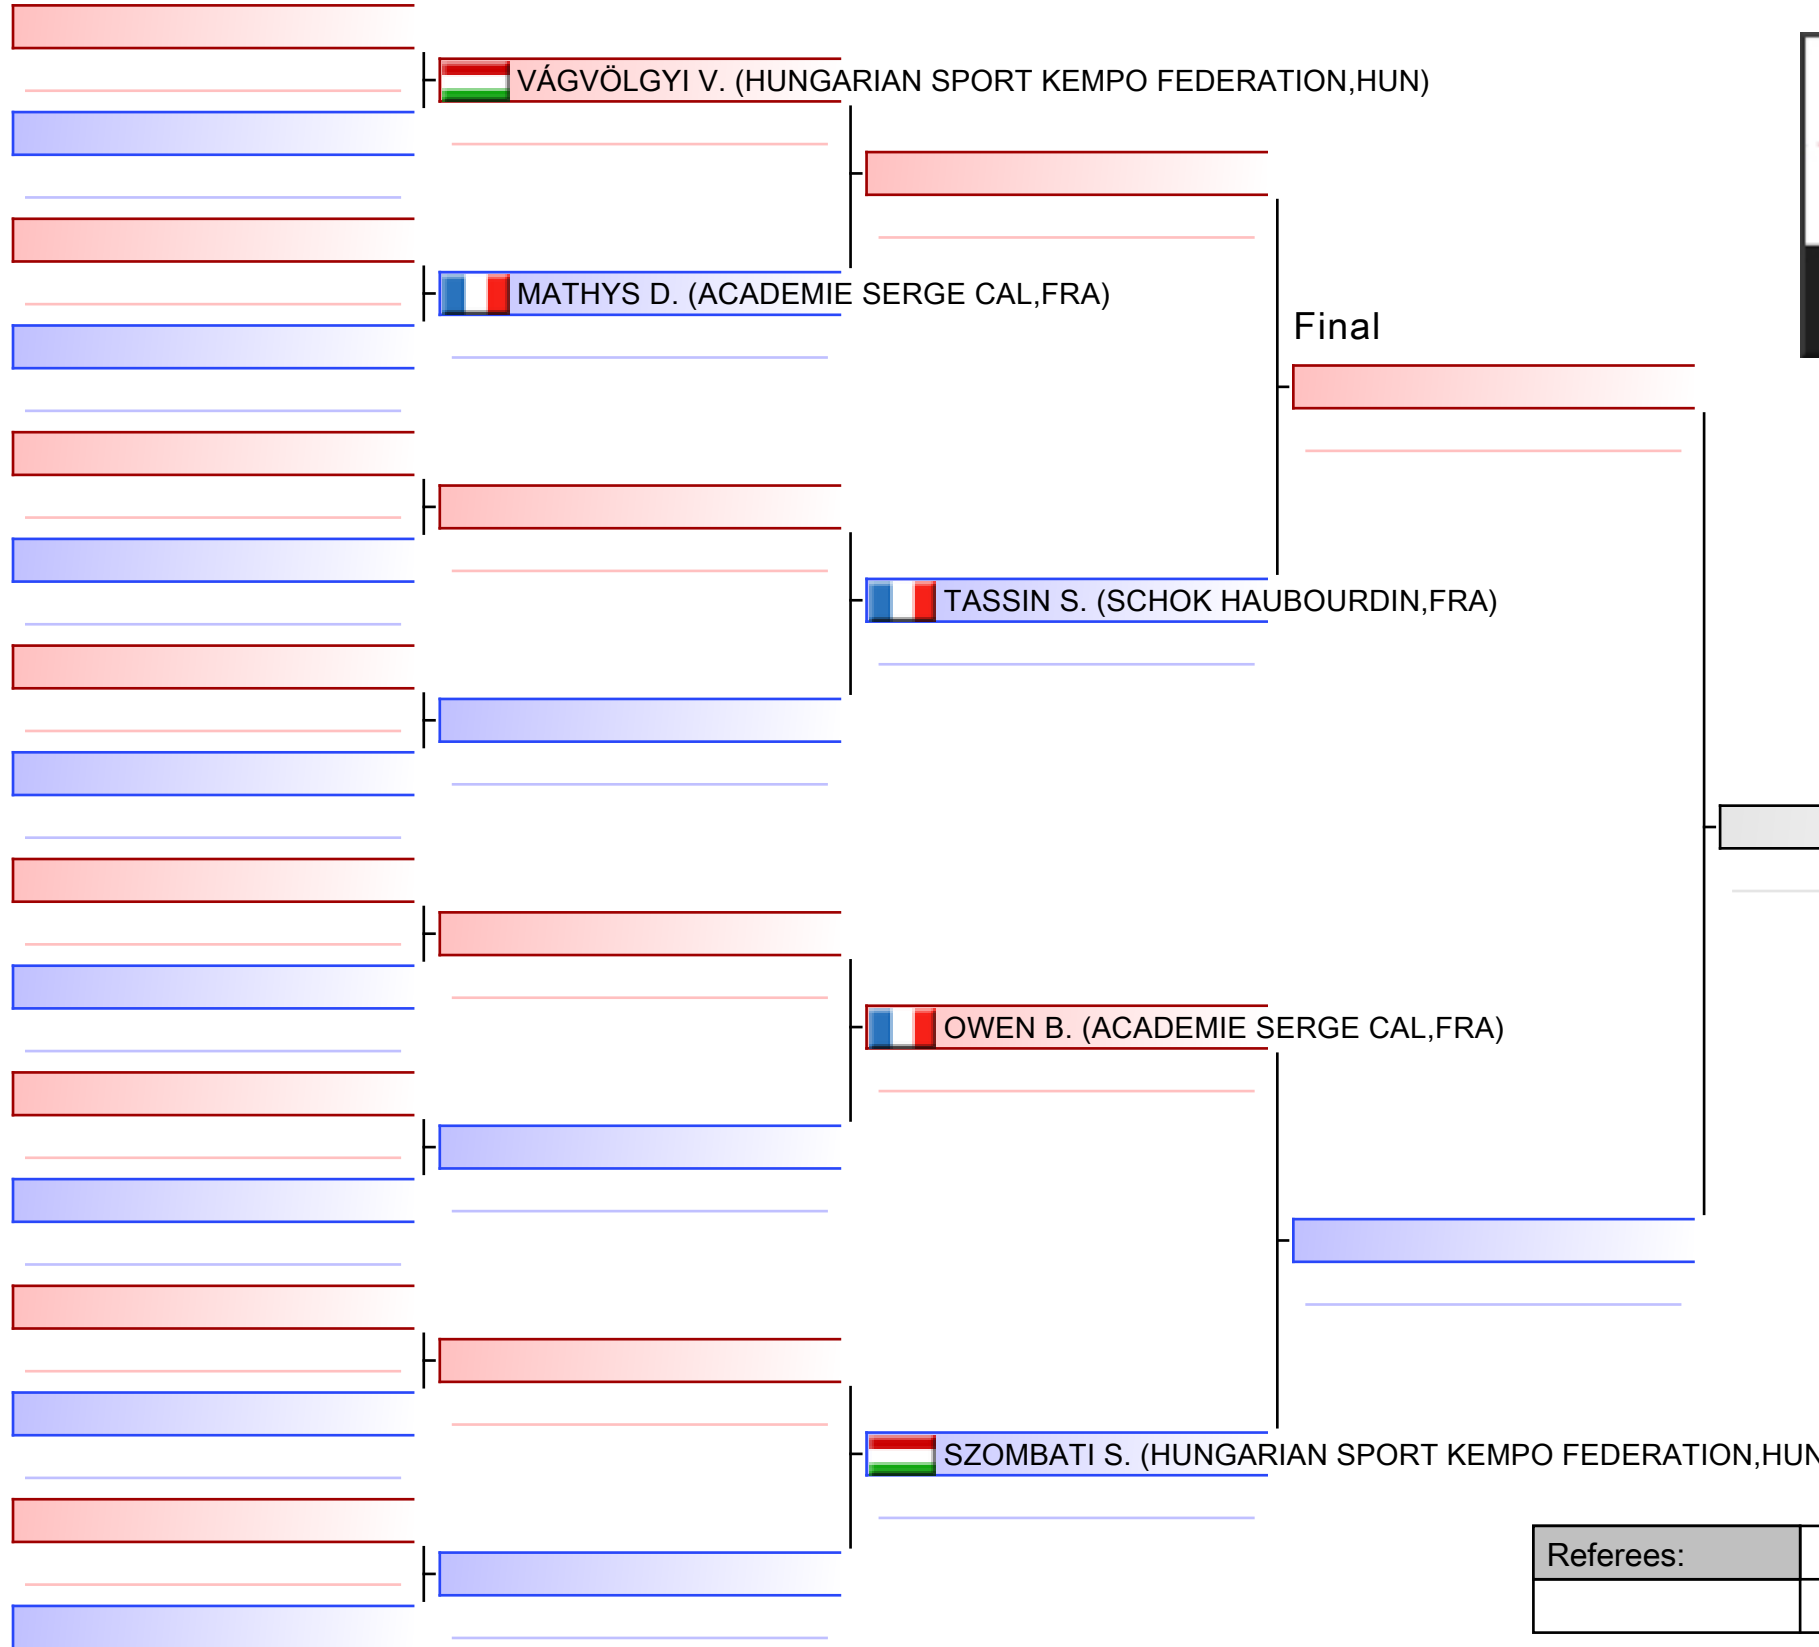 VÁGVÖLGYI V. (HUNGARIAN SPORT KEMPO FEDERATION,HUN)
MATHYS D. (ACADEMIE SERGE CAL,FRA)
Final
TASSIN S. (SCHOK HAUBOURDIN,FRA)
OWEN B. (ACADEMIE SERGE CAL,FRA)
SZOMBATI S. (HUNGARIAN SPORT KEMPO FEDERATION,HUN
Referees: